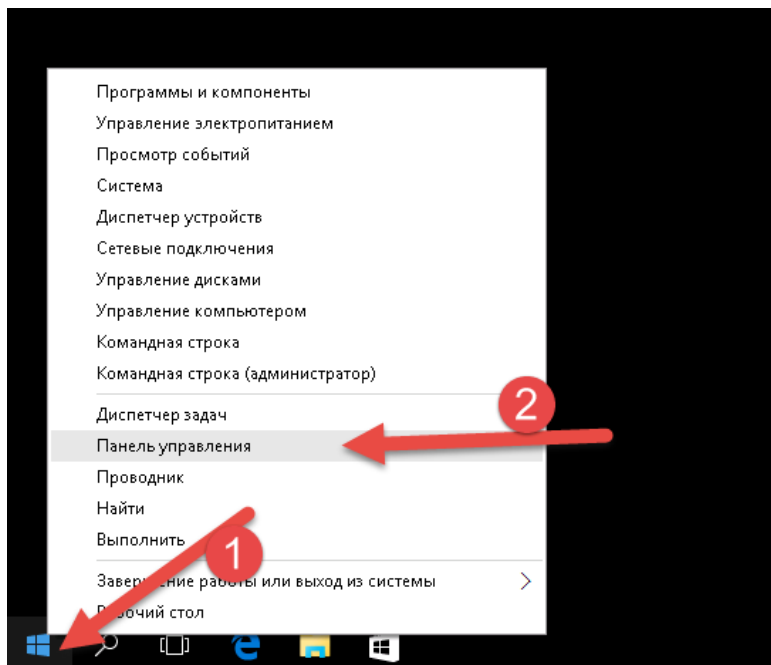 Программы и компоненты
Управление электропитанием
Просмотр событий
Система
Диспетчер устройств
Сетевые подключения
Управление дисками
Управление компьютером
Командная строка
Командная строка (администратор)
2
Диспетчер задач
Панель управления
Проводник
Найти
Выполнить
1
Завершение работы или выход из системы
Рабочий стол